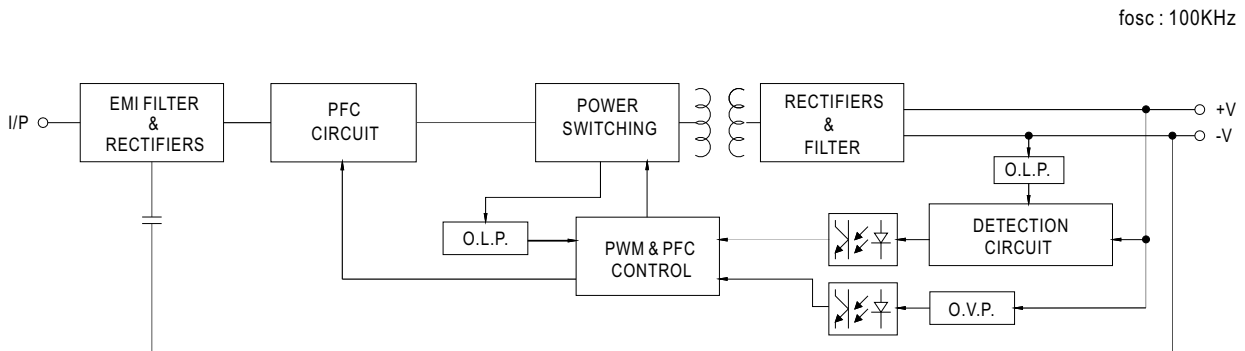 fosc : 100KHz
I/P
EMI FILTER
&
RECTIFIERS
PFC
CIRCUIT
POWER
SWITCHING
RECTIFIERS
&
FILTER
+V
-V
O.L.P.
O.L.P.
PWM & PFC
CONTROL
DETECTION
CIRCUIT
O.V.P.